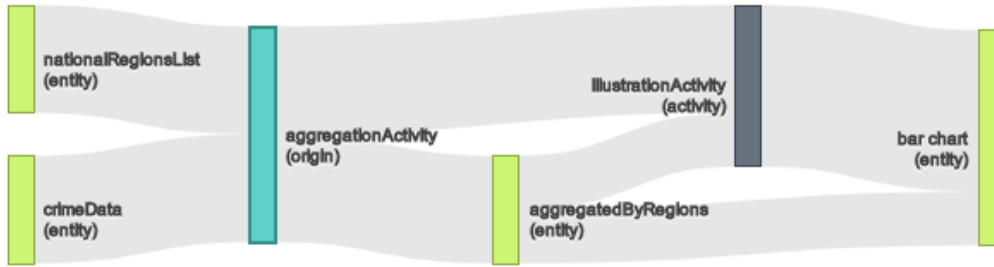 nationalRegionsList
(entity)
crimeData
(entity)
aggregationActivity
(origin)
aggregatedByRegions
(entity)
illustrationActivity
(activity)
bar chart
(entity)